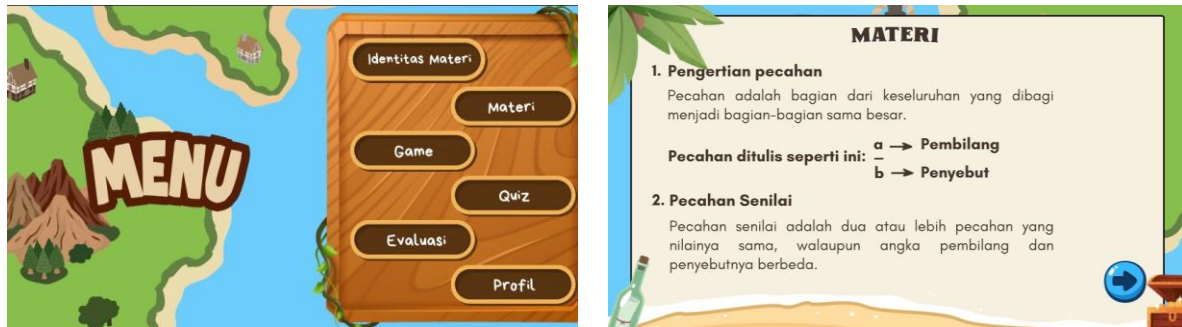 MENU
Identitas Materi
Materi
Game
Quiz
Evaluasi
Profil
MATERI
1. Pengertian pecahan
Pecahan adalah bagian dari keseluruhan yang dibagi
menjadi bagian-bagian sama besar.
Pecahan ditulis seperti ini: a → Pembilang
b → Penyebut
2. Pecahan Senilai
Pecahan senilai adalah dua atau lebih pecahan yang
nilainya sama, walaupun angka pembilang dan
penyebutnya berbeda.